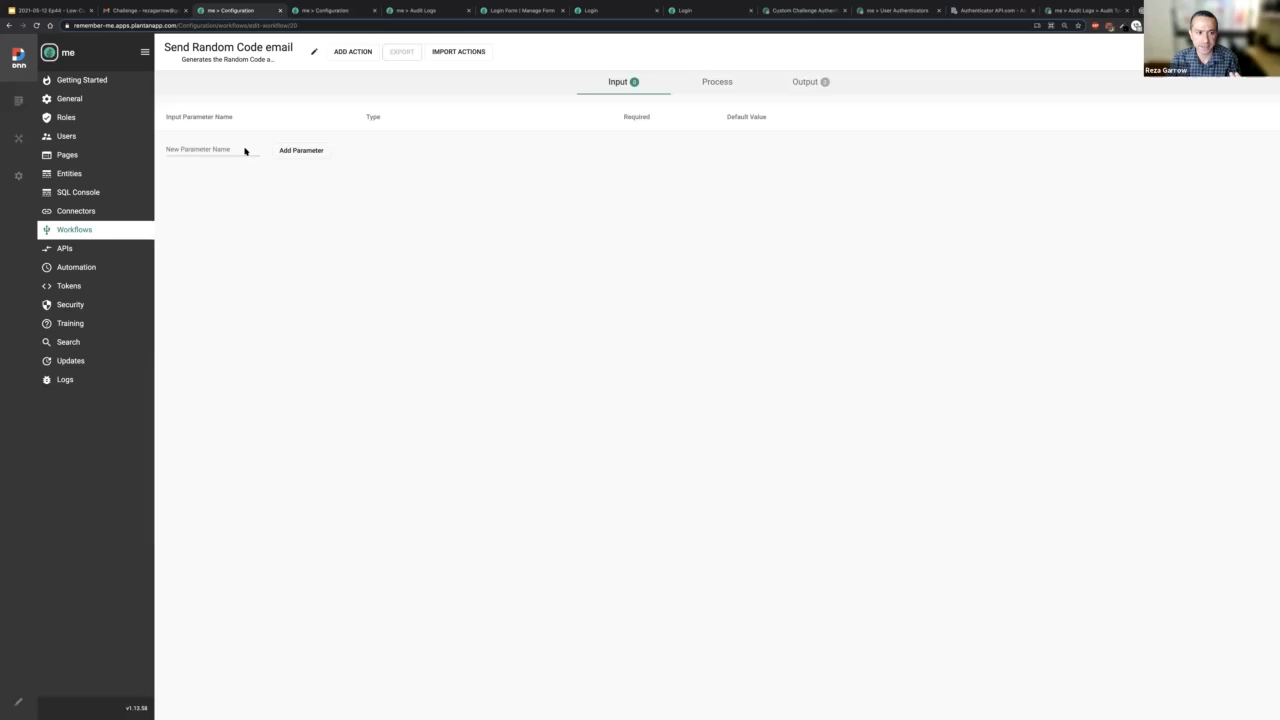 2021-05-12 Ep44 – Low-C...
Challenge - rezagarrow@g...
me > Configuration
me > Configuration
me > Audit Logs
Login Form | Manage Form
Login
Login
Custom Challenge Authen
me > User Authenticators
Authenticator API.com - A
me > Audit Logs > Audit T
remember-me.apps.plantanapp.com/Configuration/workflows/edit-workflow/20
DNN
me
Send Random Code email
Generates the Random Code a...
ADD ACTION
EXPORT
IMPORT ACTIONS
Reza Garrow
Getting Started
General
Roles
Users
Pages
Entities
SQL Console
Connectors
Workflows
APIs
Automation
Tokens
Security
Training
Search
Updates
Logs
v1.13.58
Input 0
Process
Output
Input Parameter Name
Type
Required
Default Value
New Parameter Name
Add Parameter